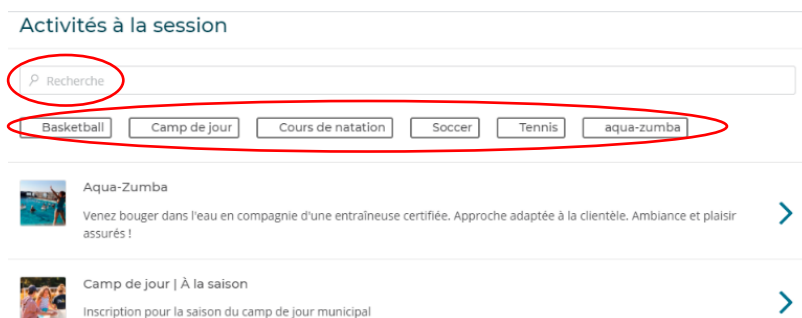 Activités à la session
Recherche
Basketball Camp de jour Cours de natation Soccer Tennis aqua-zumba
Aqua-Zumba
Venez bouger dans l'eau en compagnie d'une entraîneuse certifiée. Approche adaptée à la clientèle. Ambiance et plaisir
assurés !
Camp de jour | À la saison
Inscription pour la saison du camp de jour municipal